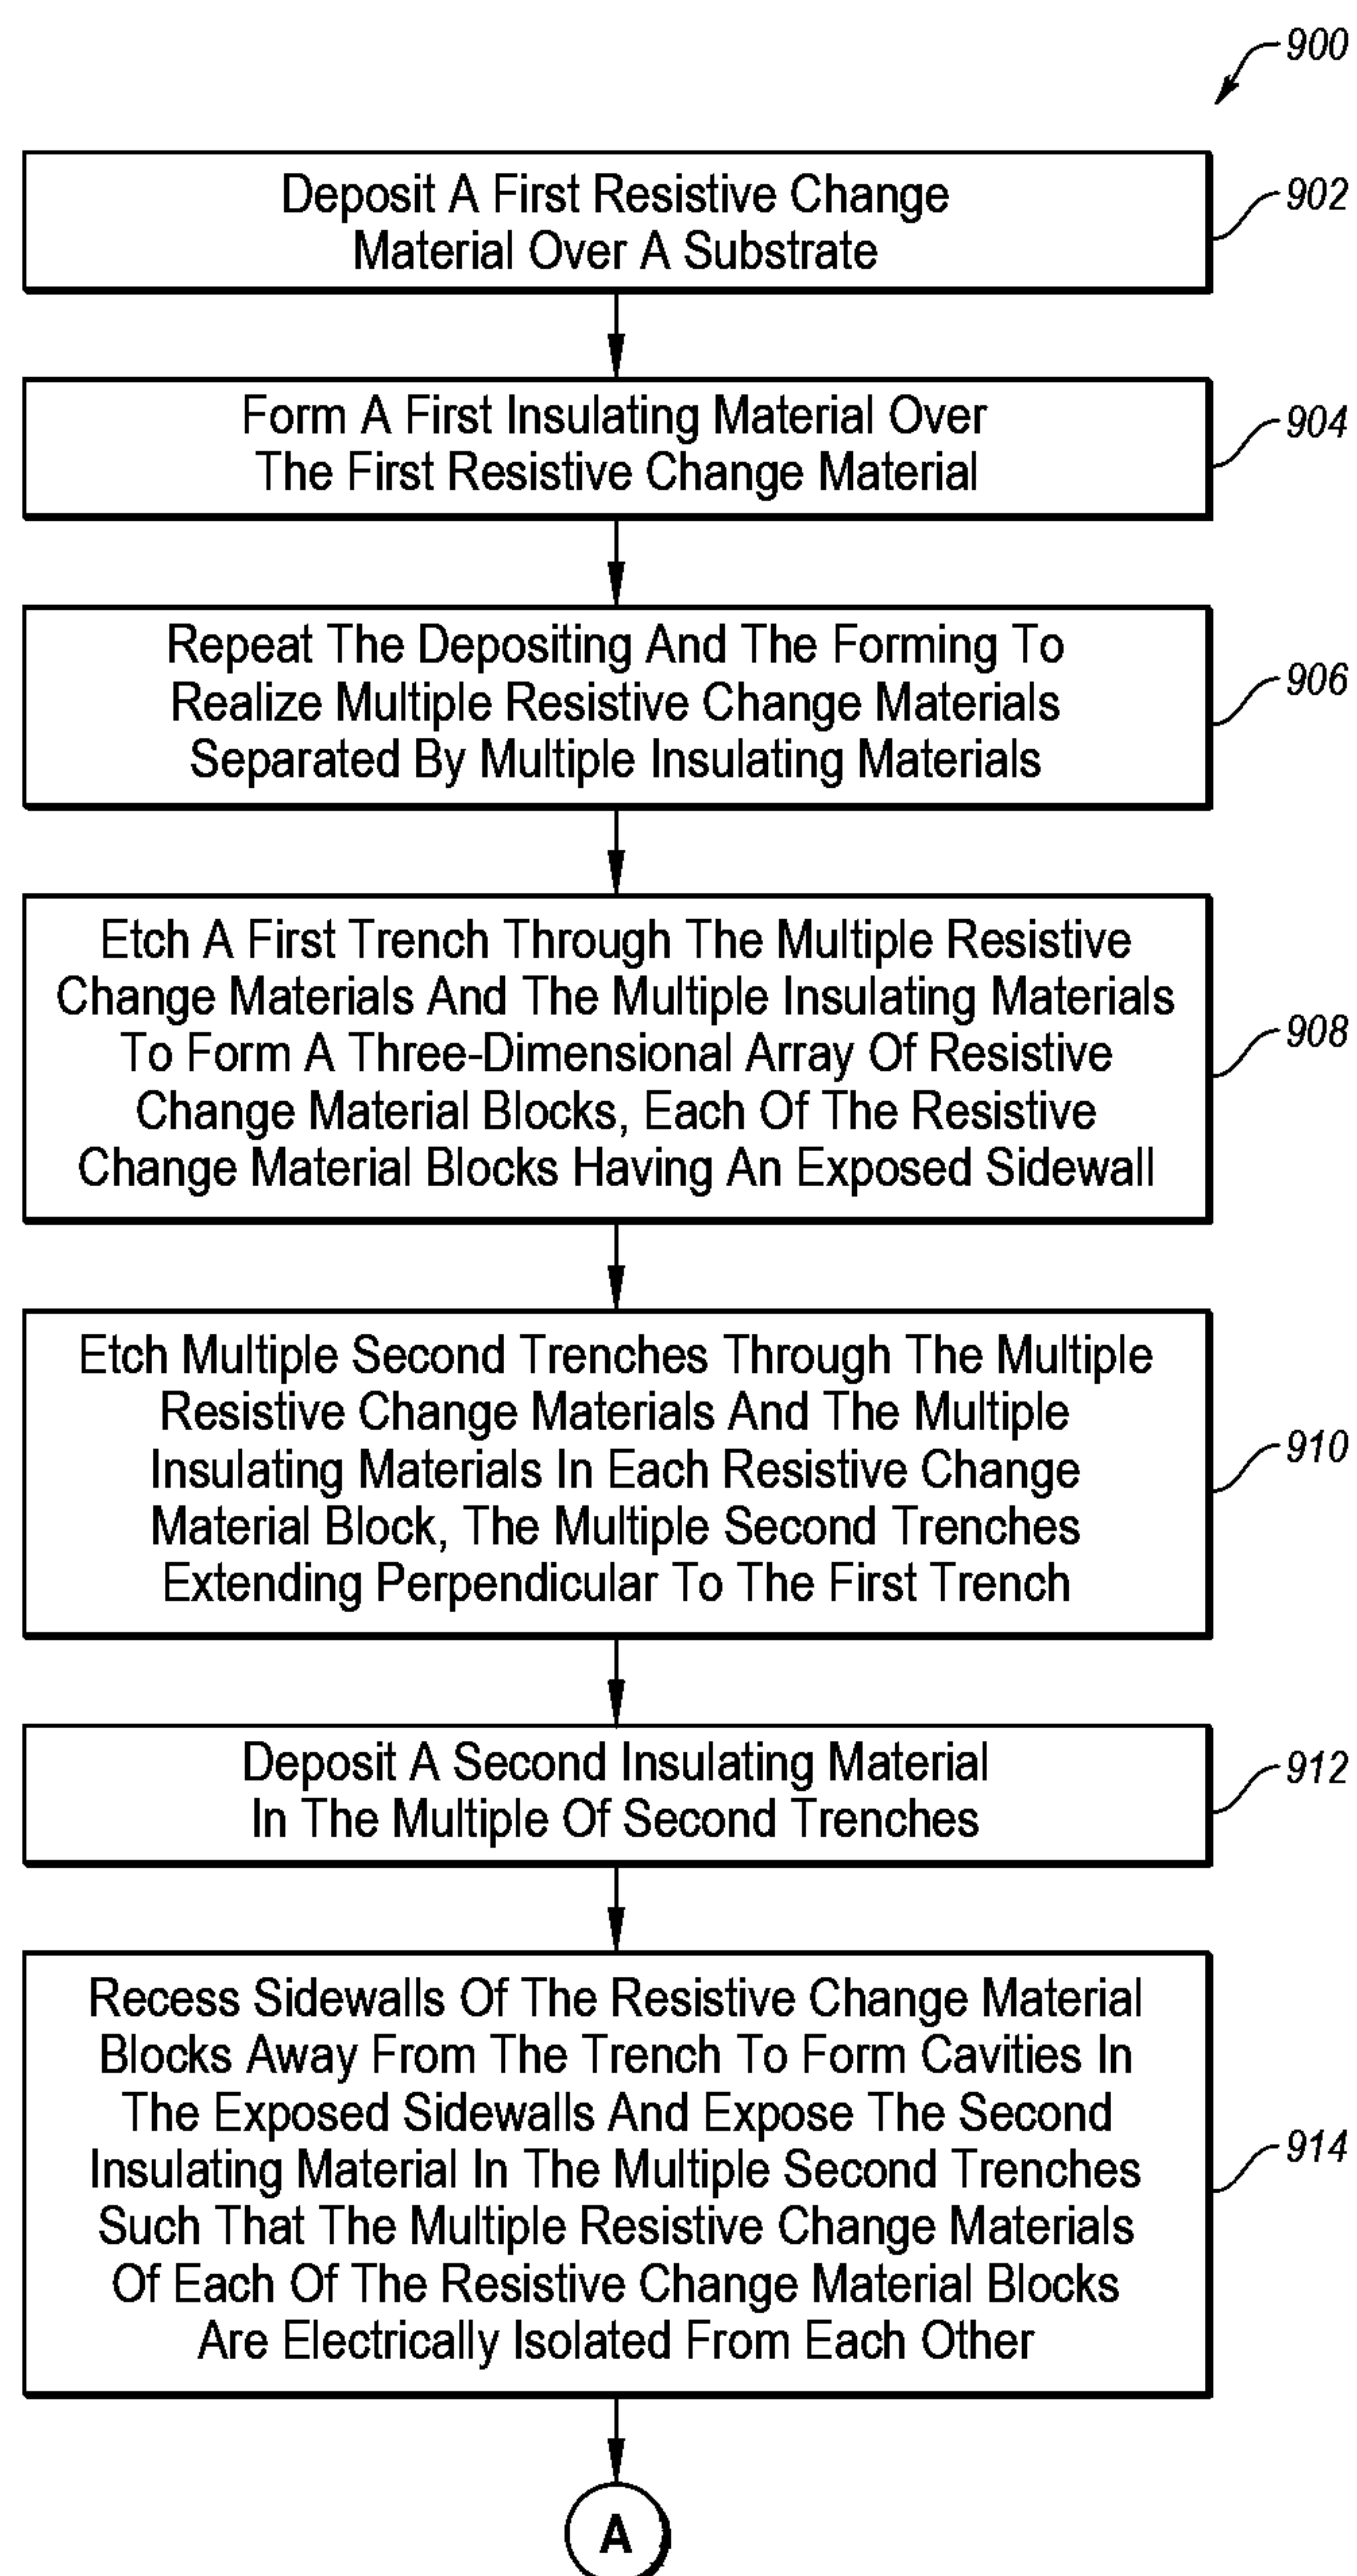 900
Deposit A First Resistive Change
Material Over A Substrate
902
Form A First Insulating Material Over
The First Resistive Change Material
904
Repeat The Depositing And The Forming To
Realize Multiple Resistive Change Materials
Separated By Multiple Insulating Materials
906
Etch A First Trench Through The Multiple Resistive
Change Materials And The Multiple Insulating Materials
To Form A Three-Dimensional Array Of Resistive
Change Material Blocks, Each Of The Resistive
Change Material Blocks Having An Exposed Sidewall
908
Etch Multiple Second Trenches Through The Multiple
Resistive Change Materials And The Multiple
Insulating Materials In Each Resistive Change
Material Block, The Multiple Second Trenches
Extending Perpendicular To The First Trench
910
Deposit A Second Insulating Material
In The Multiple Of Second Trenches
912
Recess Sidewalls Of The Resistive Change Material
Blocks Away From The Trench To Form Cavities In
The Exposed Sidewalls And Expose The Second
Insulating Material In The Multiple Second Trenches
Such That The Multiple Resistive Change Materials
Of Each Of The Resistive Change Material Blocks
Are Electrically Isolated From Each Other
914
A